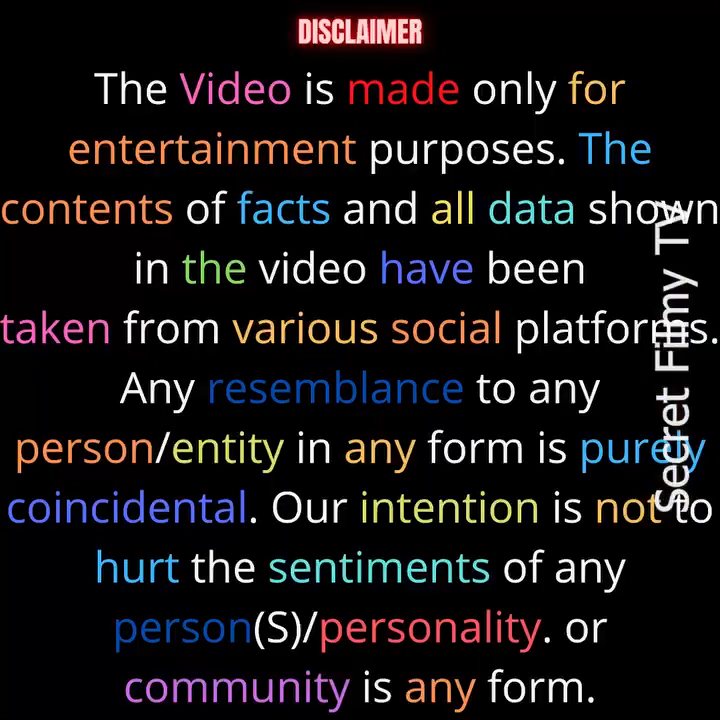 DISCLAIMER
The Video is made only for
entertainment purposes. The
contents of facts and all data shown
in the video have been
taken from various social platforms.
Any resemblance to any
person/entity in any form is purely
coincidental. Our intention is not to
hurt the sentiments of any
person(S)/personality. or
community is any form.
Secret Filmy TV